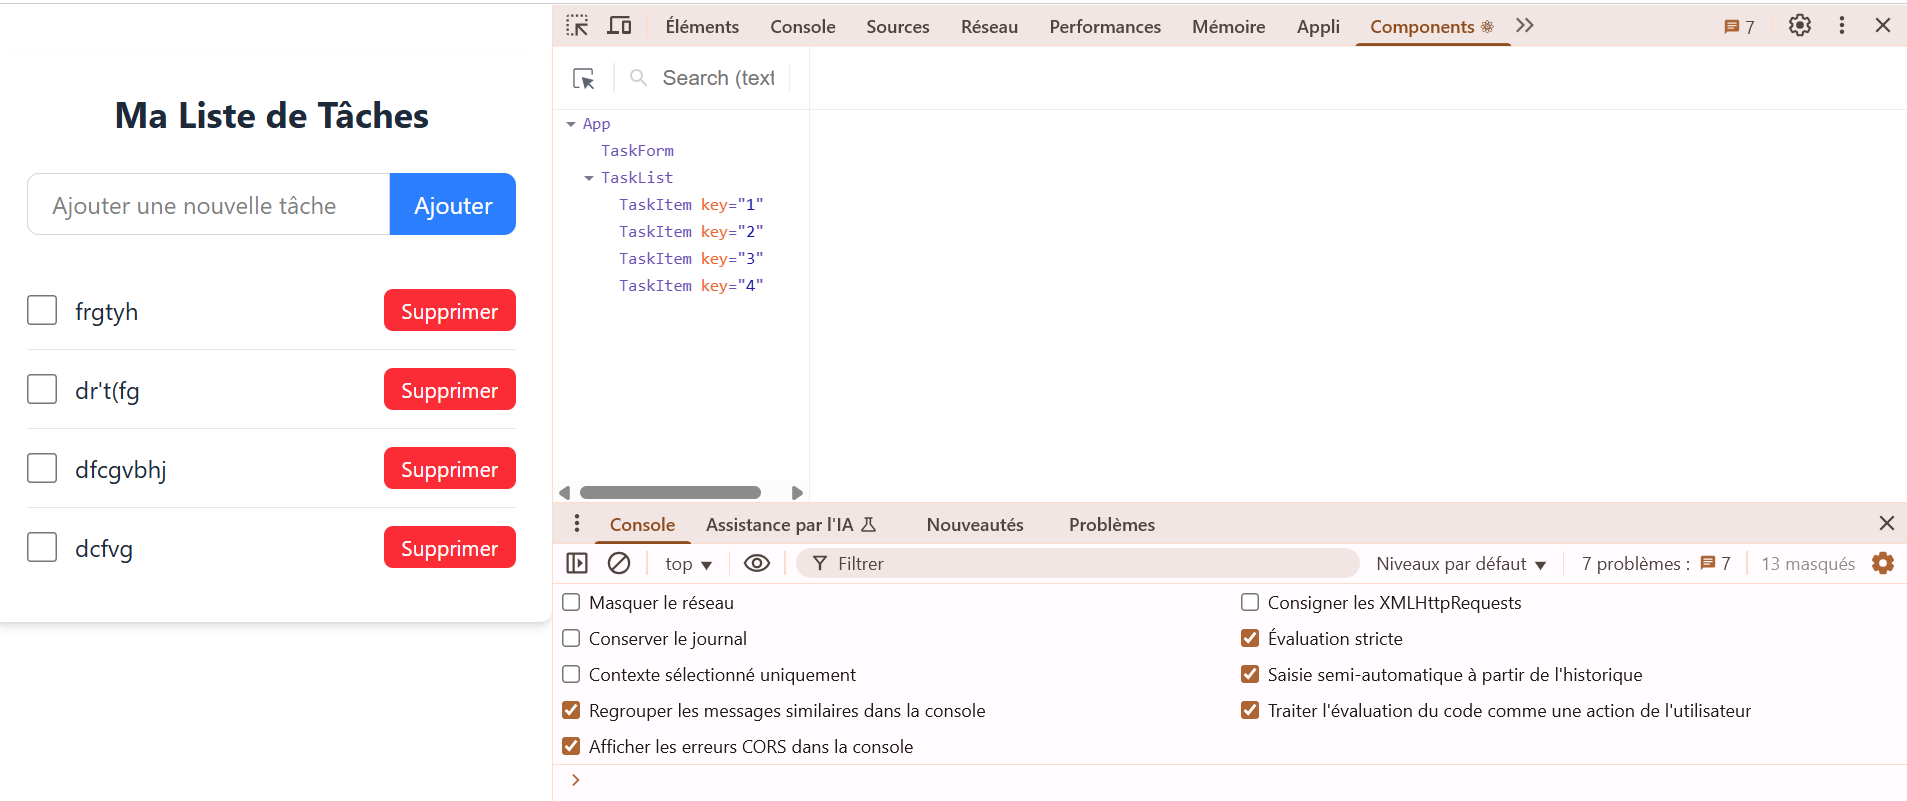 Ma Liste de Tâches
Ajouter une nouvelle tâche
Ajouter
frgtyh
Supprimer
dr't(fg
Supprimer
dfcgvbhj
Supprimer
dcfvg
Supprimer
Éléments Console Sources Réseau Performances Mémoire Appli Components 7
Search (text
App
TaskForm
TaskList
TaskItem key="1"
TaskItem key="2"
TaskItem key="3"
TaskItem key="4"
Console Assistance par l'IA Nouveautés Problèmes
top Filtrer Niveaux par défaut 7 problèmes : 7 13 masqués
Masquer le réseau
Conserver le journal
Contexte sélectionné uniquement
Regrouper les messages similaires dans la console
Afficher les erreurs CORS dans la console
Consigner les XMLHttpRequests
Évaluation stricte
Saisie semi-automatique à partir de l'historique
Traiter l'évaluation du code comme une action de l'utilisateur